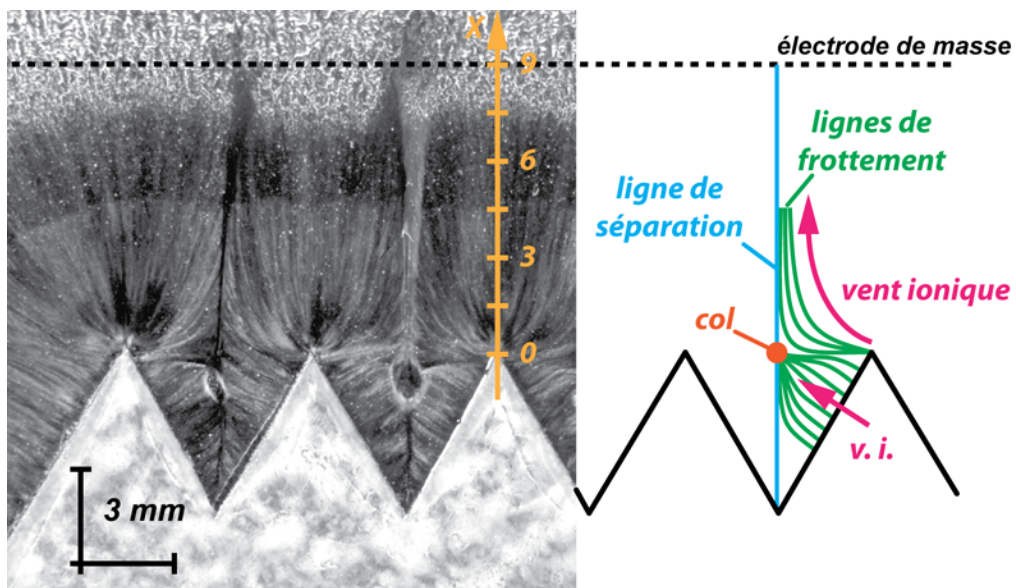 X
9
6
3
0
3 mm
électrode de masse
lignes de
frottement
ligne de
séparation
vent ionique
col
v. i.